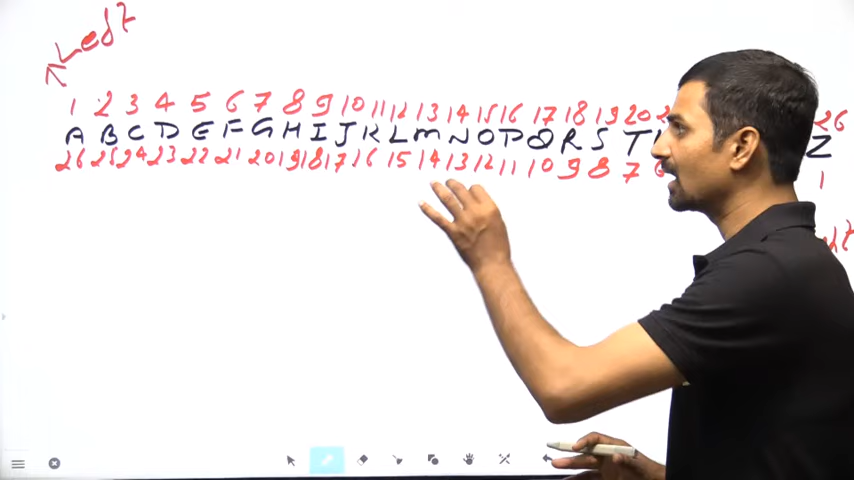 Left
1 2 3 4 5 6 7 8 9 10 11 12 13 14 15 16 17 18 19 20 26
A B C D E F G H I J K L M N O P Q R S T Z
26 25 24 23 22 21 20 19 18 17 16 15 14 13 12 11 10 9 8 7 1